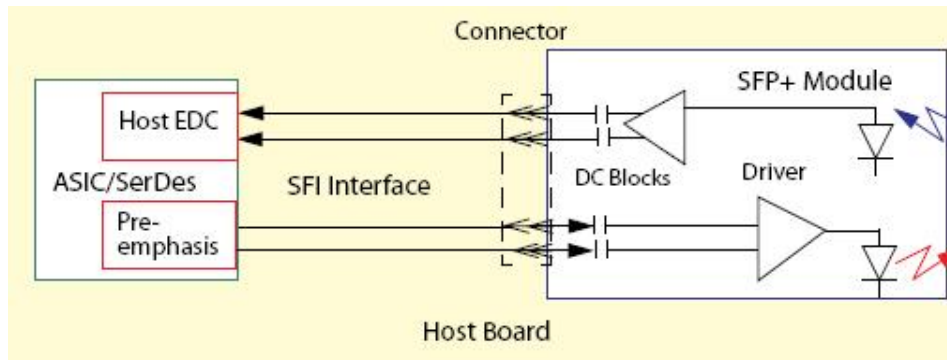 Connector
SFP+ Module
Host EDC
ASIC/SerDes
SFI Interface
DC Blocks
Driver
Pre-
emphasis
Host Board